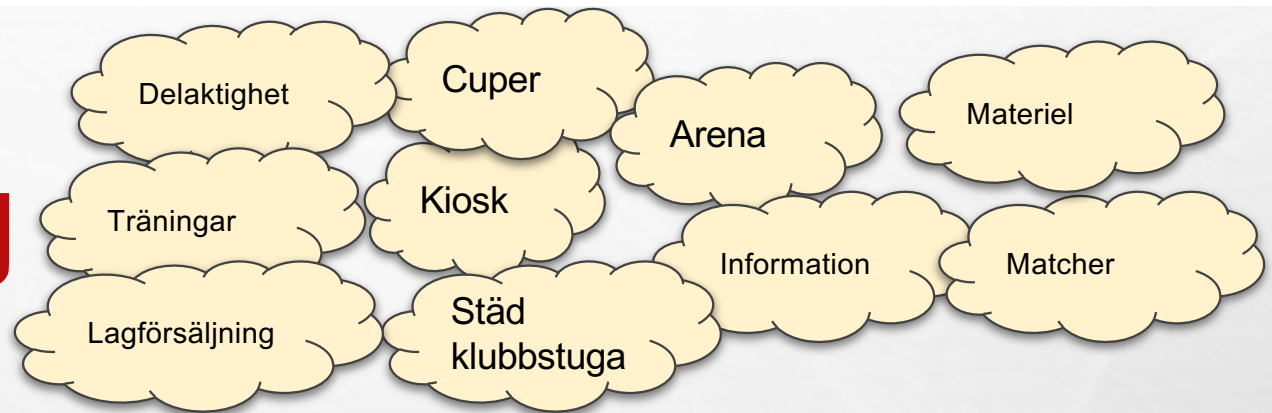 Delaktighet
Cuper
Arena
Materiel
Träningar
Kiosk
Information
Matcher
Lagförsäljning
Städ
klubbstuga